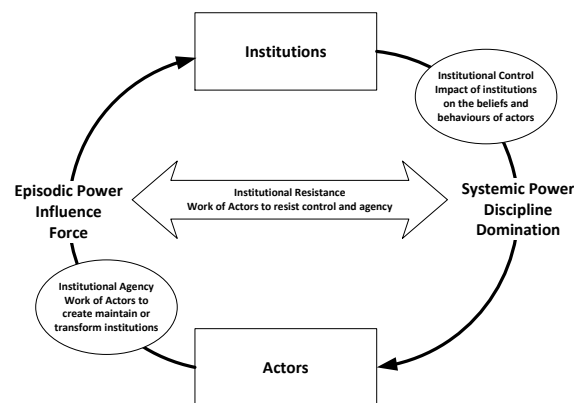 Institutions
Institutional Control
Impact of institutions
on the beliefs and
behaviours of actors
Episodic Power
Influence
Force
Institutional Resistance
Work of Actors to resist control and agency
Systemic Power
Discipline
Domination
Institutional Agency
Work of Actors to
create maintain or
transform institutions
Actors